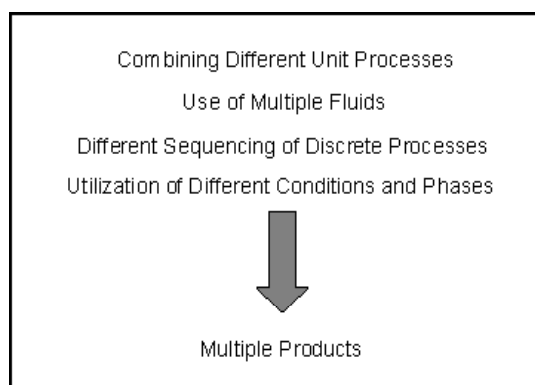 Combining Different Unit Processes
Use of Multiple Fluids
Different Sequencing of Discrete Processes
Utilization of Different Conditions and Phases
Multiple Products